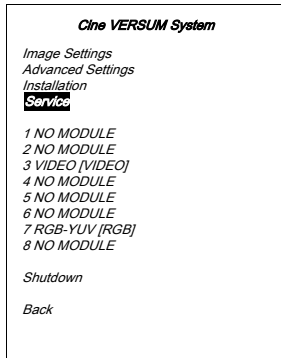 Cine VERSUM System
Image Settings
Advanced Settings
Installation
Service
1 NO MODULE
2 NO MODULE
3 VIDEO [VIDEO]
4 NO MODULE
5 NO MODULE
6 NO MODULE
7 RGB-YUV [RGB]
8 NO MODULE
Shutdown
Back